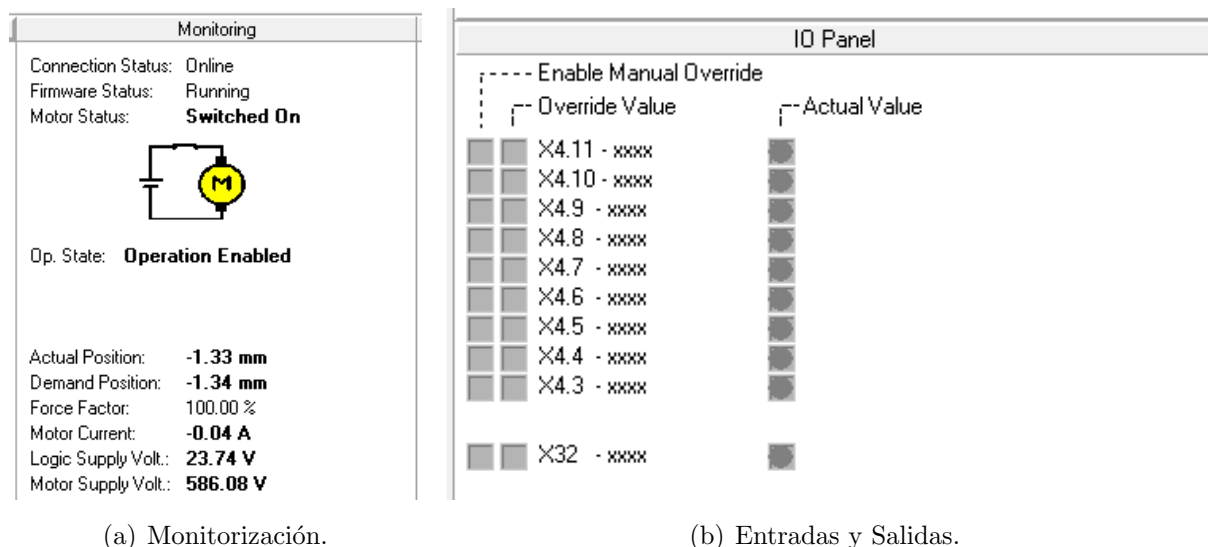 Monitoring
Connection Status: Online
Firmware Status: Running
Motor Status: Switched On
M
Op. State: Operation Enabled
Actual Position: -1.33 mm
Demand Position: -1.34 mm
Force Factor: 100.00 %
Motor Current: -0.04 A
Logic Supply Volt.: 23.74 V
Motor Supply Volt.: 586.08 V
(a) Monitorización.
IO Panel
Enable Manual Override
Override Value
Actual Value
X4.11 - xxxx
X4.10 - xxxx
X4.9 - xxxx
X4.8 - xxxx
X4.7 - xxxx
X4.6 - xxxx
X4.5 - xxxx
X4.4 - xxxx
X4.3 - xxxx
X32 - xxxx
(b) Entradas y Salidas.